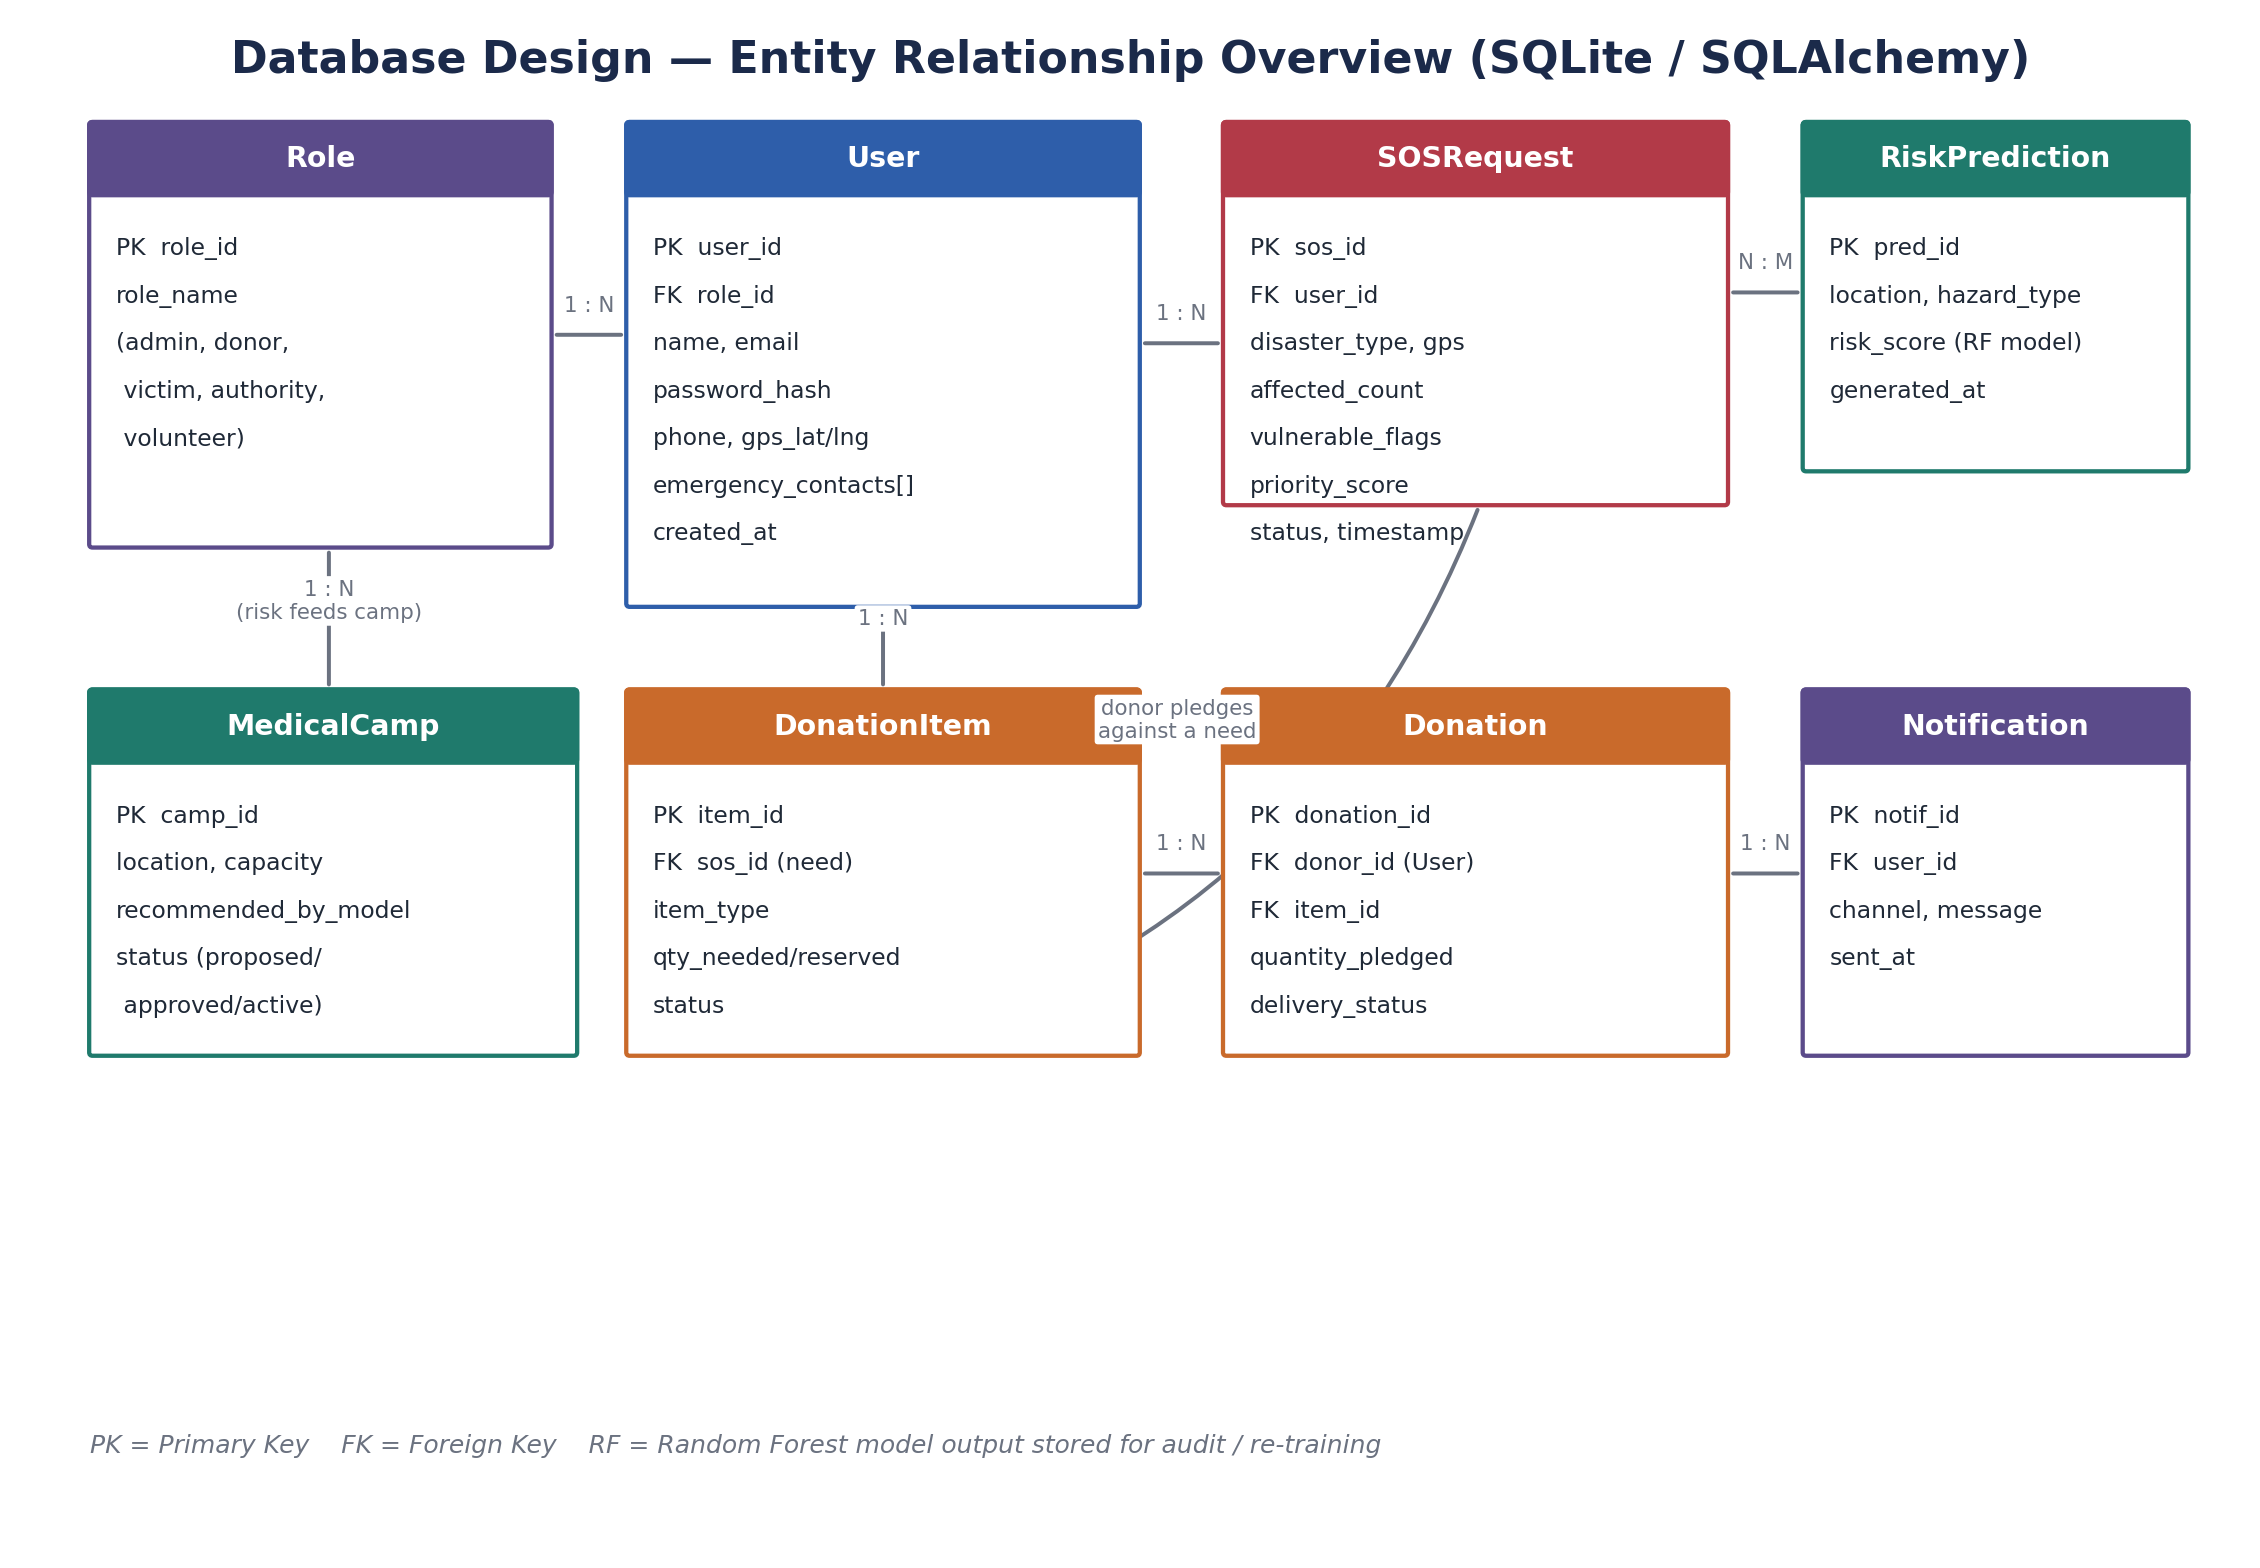 Database Design — Entity Relationship Overview (SQLite / SQLAlchemy)
Role
PK  role_id
role_name
(admin, donor,
 victim, authority,
 volunteer)
1 : N
User
PK  user_id
FK  role_id
name, email
password_hash
phone, gps_lat/lng
emergency_contacts[]
created_at
1 : N
SOSRequest
PK  sos_id
FK  user_id
disaster_type, gps
affected_count
vulnerable_flags
priority_score
status, timestamp
N : M
RiskPrediction
PK  pred_id
location, hazard_type
risk_score (RF model)
generated_at
1 : N
(risk feeds camp)
1 : N
MedicalCamp
PK  camp_id
location, capacity
recommended_by_model
status (proposed/
 approved/active)
DonationItem
PK  item_id
FK  sos_id (need)
item_type
qty_needed/reserved
status
donor pledges
against a need
1 : N
Donation
PK  donation_id
FK  donor_id (User)
FK  item_id
quantity_pledged
delivery_status
1 : N
Notification
PK  notif_id
FK  user_id
channel, message
sent_at
PK = Primary Key    FK = Foreign Key    RF = Random Forest model output stored for audit / re-training